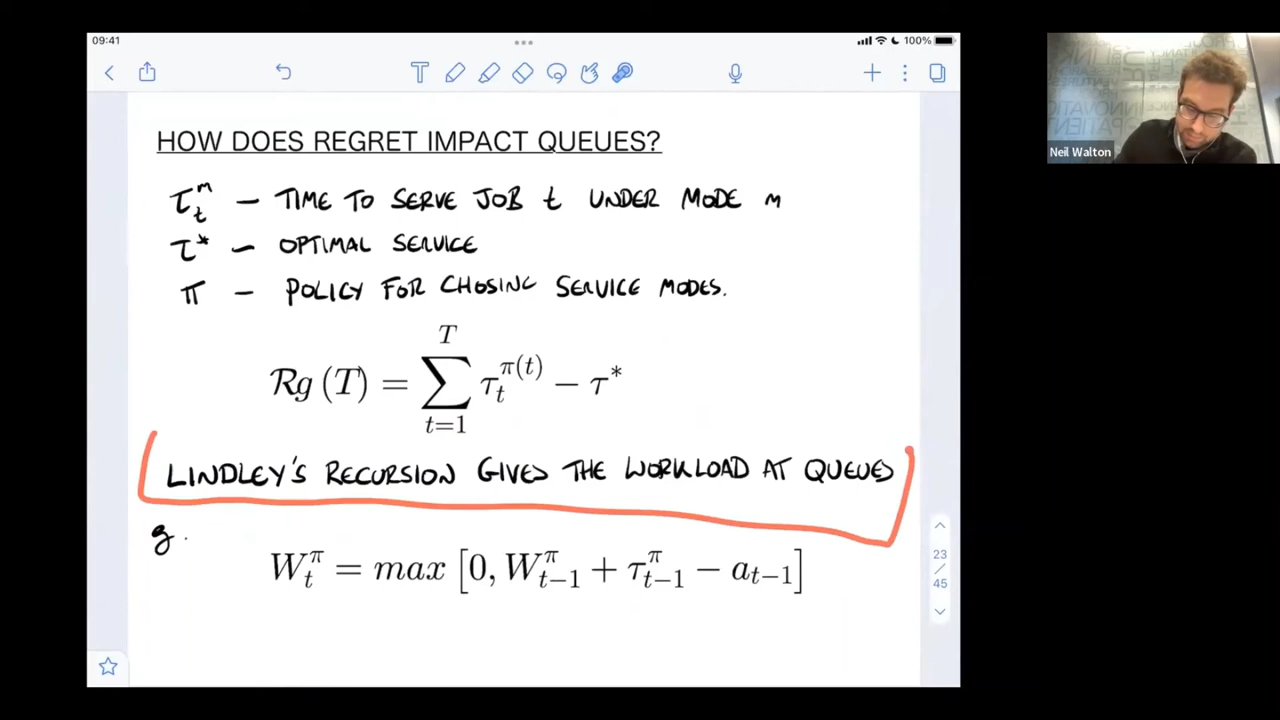 09:41
100%
HOW DOES REGRET IMPACT QUEUES?
τ_t^m – TIME TO SERVE JOB t UNDER MODE m
τ* – OPTIMAL SERVICE
π – POLICY FOR CHOSING SERVICE MODES.
Rg (T) = ∑_{t=1}^{T} τ_t^{π(t)} − τ*
LINDLEY'S RECURSION GIVES THE WORKLOAD AT QUEUES
W_t^π = max [0, W_{t−1}^π + τ_{t−1}^π − a_{t−1}]
23
/
45
Neil Walton